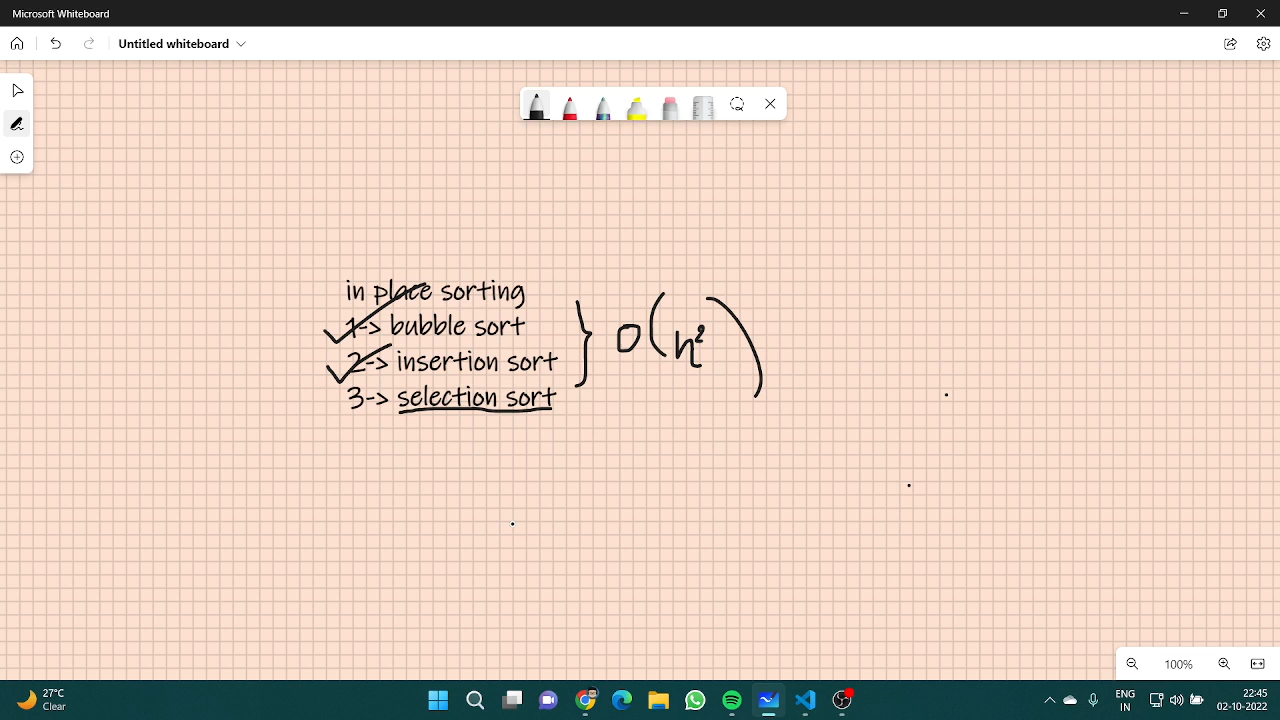 Microsoft Whiteboard
Untitled whiteboard
in place sorting
1-> bubble sort
2-> insertion sort
3-> selection sort
} O(n²)
100%
27°C
Clear
ENG
IN
22:45
02-10-2022